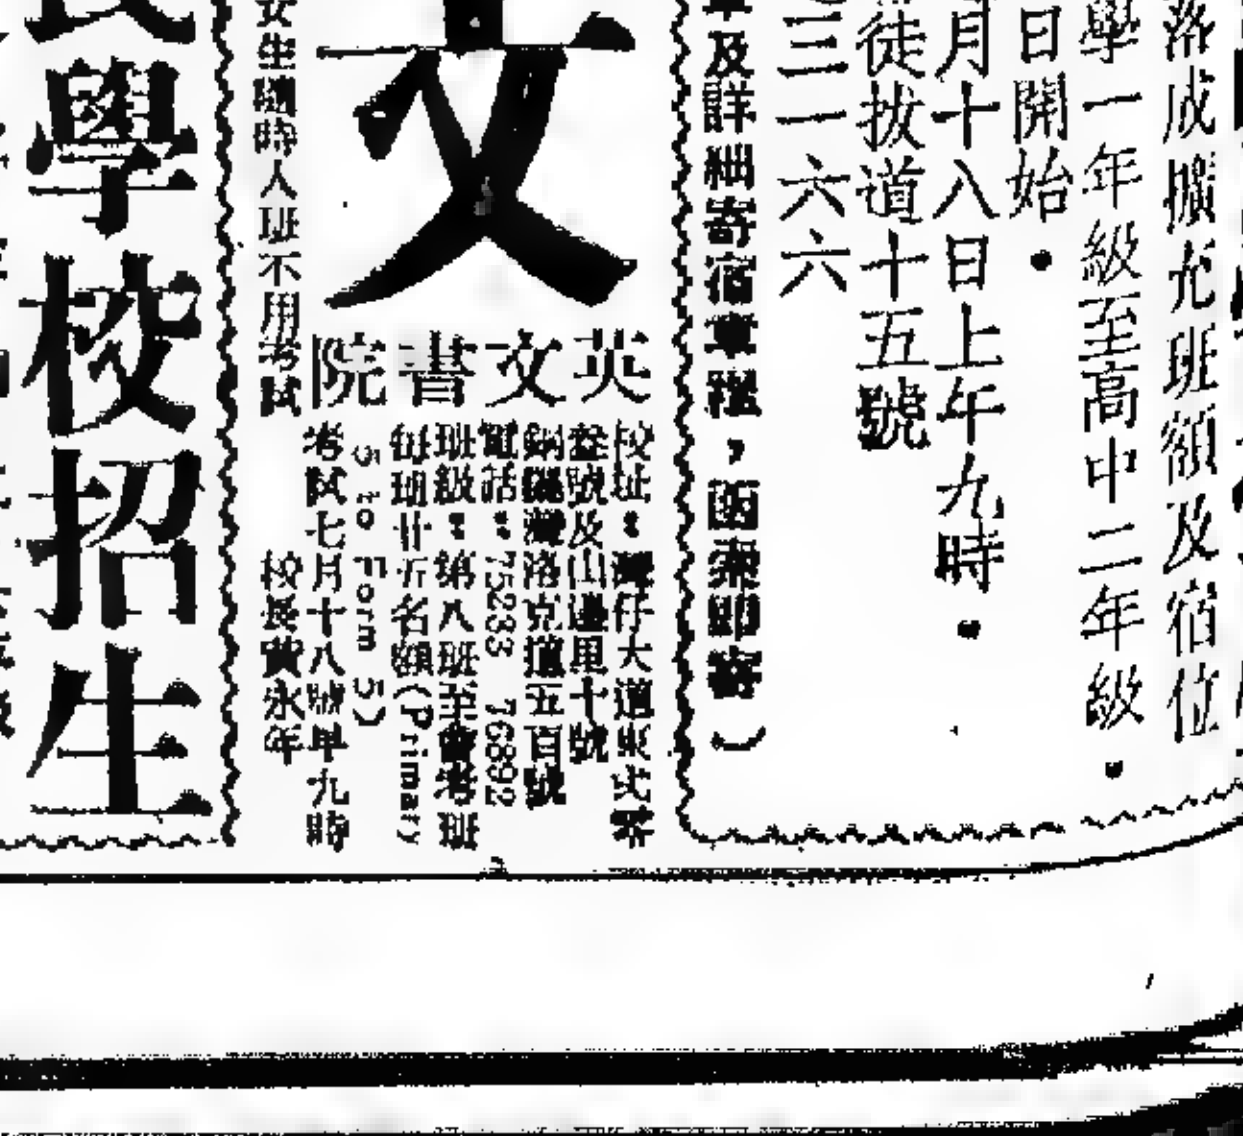 落成擴充班額及宿位
學一年級至高中二年級。
日開始。
月十八日上午九時。
徒拔道十五號
三一六六
章及詳細寄宿章程，函索即寄）
文
英文書院
校址：灣仔大道東
號及山邊里十號
銅鑼灣洛克道五百號
電話：75233 76892
班級：第八班至會考班
每班廿五名額(Primary
5 to Form 5)
考試七月十八號早九時
校長黃永年
女生隨時入班不用考試
學校招生